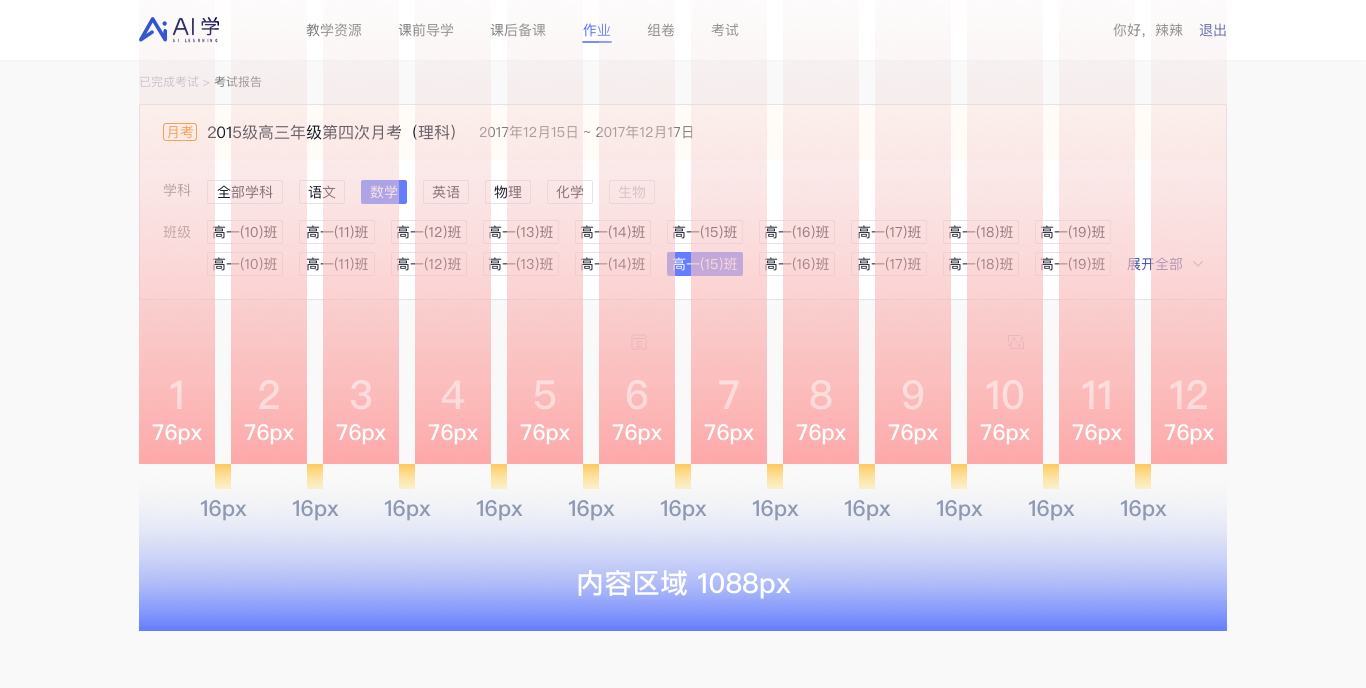 AI 学
AI LEARNING
教学资源 课前导学 课后备课 作业 组卷 考试
你好，辣辣 退出
已完成考试 > 考试报告
月考 2015级高三年级第四次月考（理科） 2017年12月15日 ~ 2017年12月17日
学科 全部学科 语文 数学 英语 物理 化学 生物
班级 高一(10)班 高一(11)班 高一(12)班 高一(13)班 高一(14)班 高一(15)班 高一(16)班 高一(17)班 高一(18)班 高一(19)班
高一(10)班 高一(11)班 高一(12)班 高一(13)班 高一(14)班 高一(15)班 高一(16)班 高一(17)班 高一(18)班 高一(19)班 展开全部
1 2 3 4 5 6 7 8 9 10 11 12
76px 76px 76px 76px 76px 76px 76px 76px 76px 76px 76px 76px
16px 16px 16px 16px 16px 16px 16px 16px 16px 16px 16px
内容区域 1088px